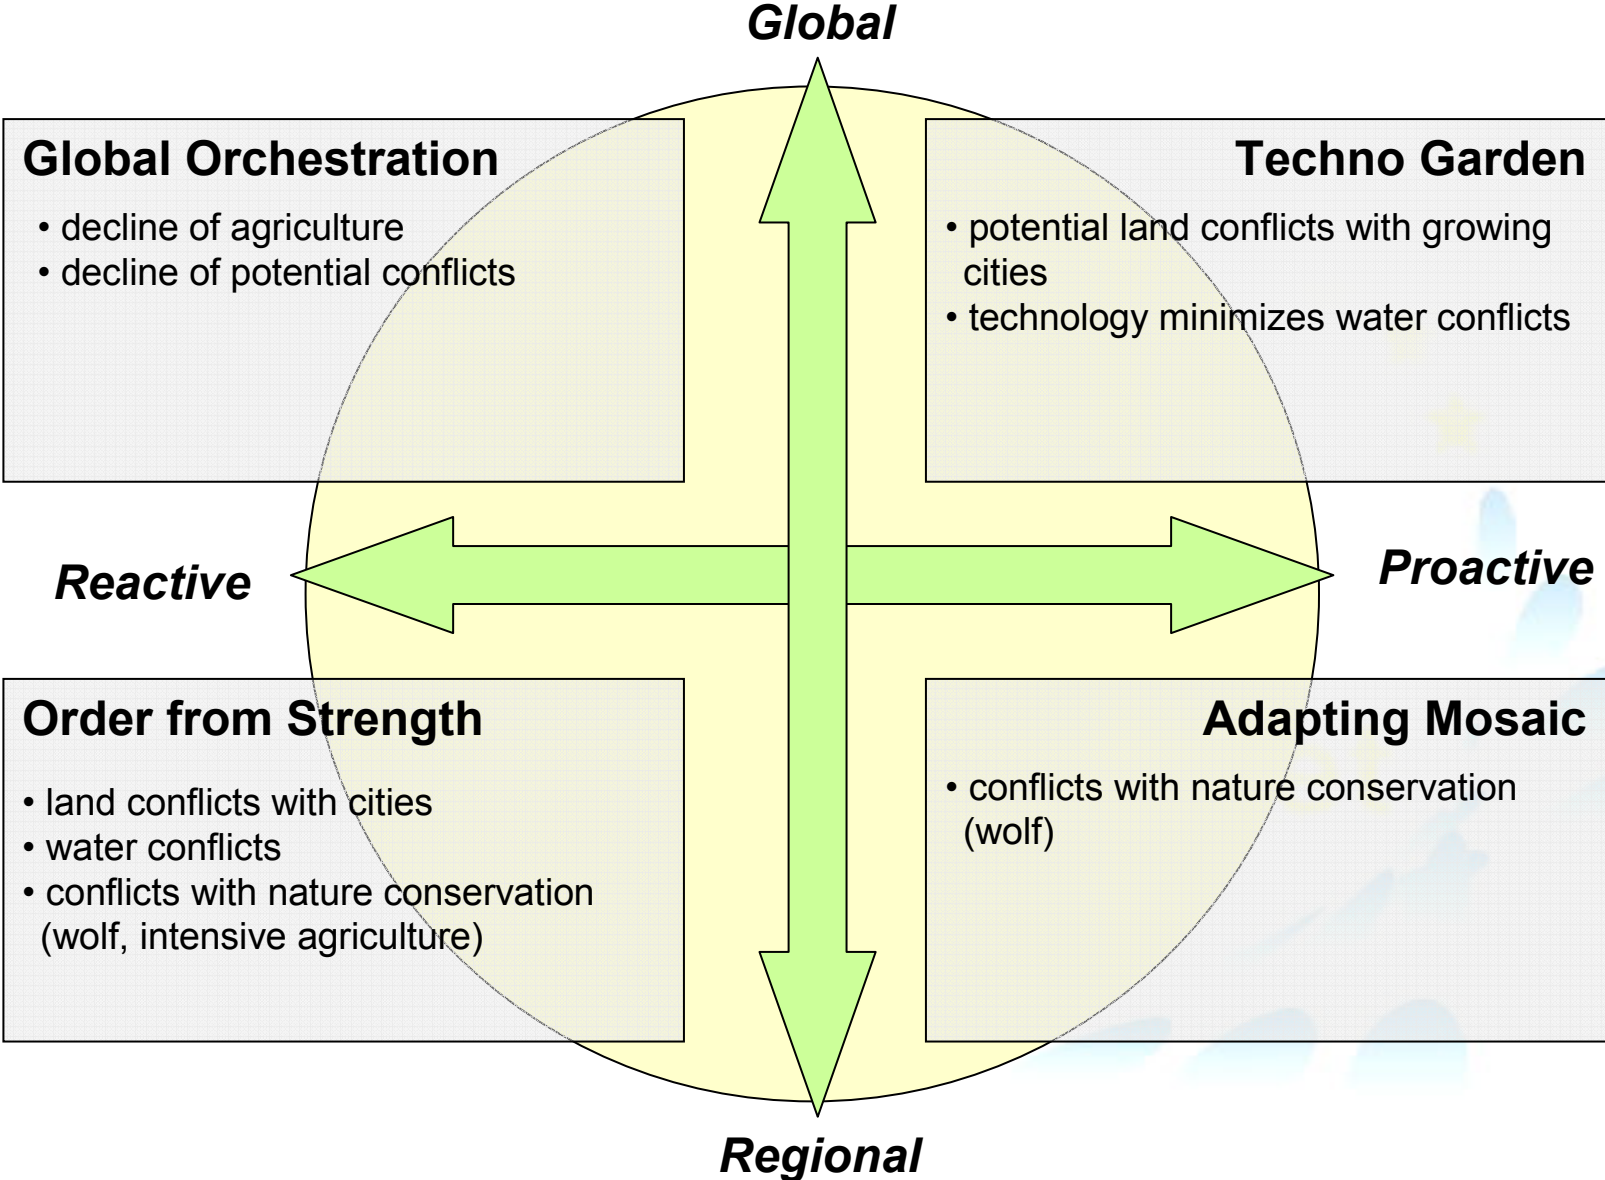 Global
Global Orchestration
• decline of agriculture
• decline of potential conflicts
Techno Garden
• potential land conflicts with growing
cities
• technology minimizes water conflicts
Reactive
Proactive
Order from Strength
• land conflicts with cities
• water conflicts
• conflicts with nature conservation
(wolf, intensive agriculture)
Adapting Mosaic
• conflicts with nature conservation
(wolf)
Regional